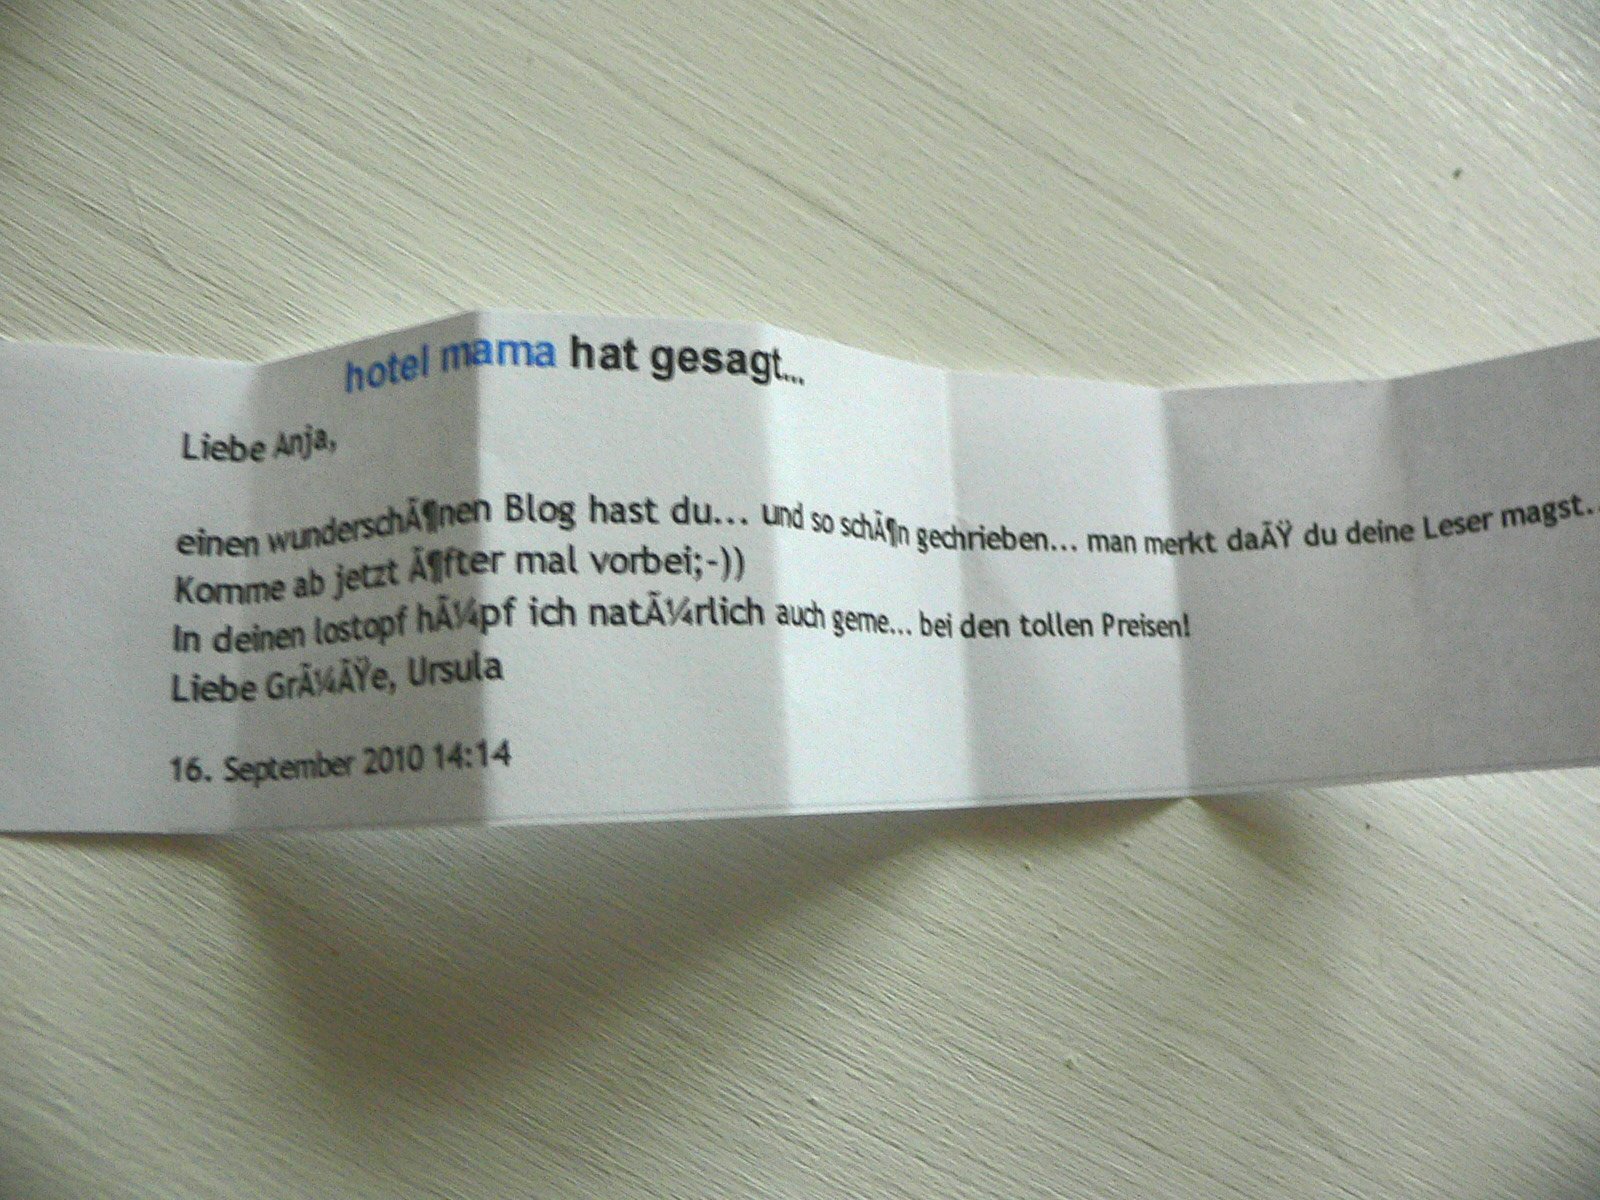 hotel mama hat gesagt...
Liebe Anja,
einen wunderschÃ¶nen Blog hast du... und so schÃ¶n gechrieben... man merkt daÃŸ du deine Leser magst..
Komme ab jetzt Ã¶fter mal vorbei;-))
In deinen lostopf hÃ¼pf ich natÃ¼rlich auch gerne... bei den tollen Preisen!
Liebe GrÃ¼ÃŸe, Ursula
16. September 2010 14:14